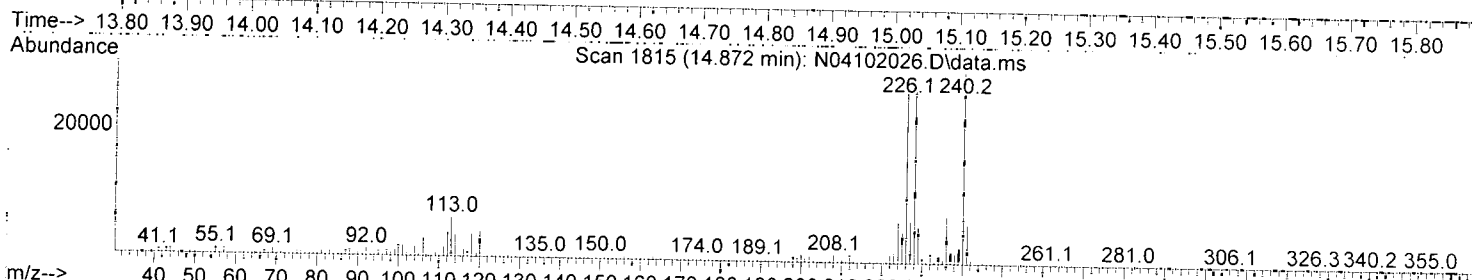 Time--> 13.80 13.90 14.00 14.10 14.20 14.30 14.40 14.50 14.60 14.70 14.80 14.90 15.00 15.10 15.20 15.30 15.40 15.50 15.60 15.70 15.80
Abundance
Scan 1815 (14.872 min): N04102026.D\data.ms
226.1 240.2
20000
113.0
41.1 55.1 69.1 92.0 135.0 150.0 174.0 189.1 208.1 261.1 281.0 306.1 326.3 340.2 355.0
m/z--> 40 50 60 70 80 90 100 110 120 130 140 150 160 170